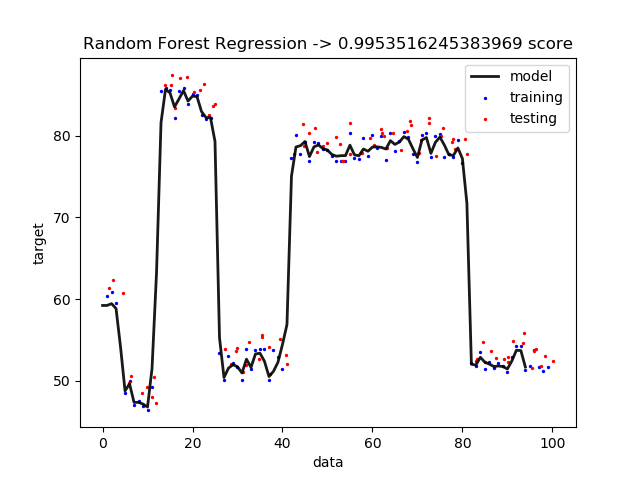 Random Forest Regression -> 0.9953516245383969 score
model
training
testing
target
80
70
60
50
0 20 40 60 80 100
data